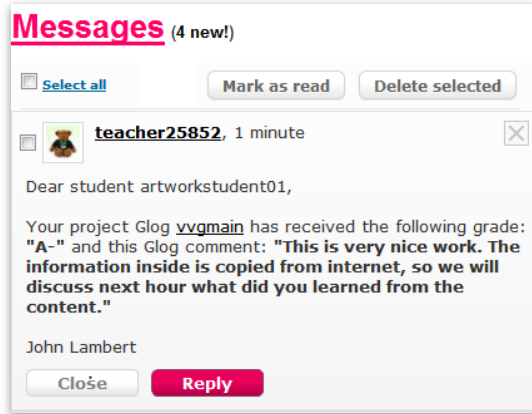 Messages (4 new!)
Select all Mark as read Delete selected
teacher25852, 1 minute
Dear student artworkstudent01,
Your project Glog vvgmain has received the following grade:
"A-" and this Glog comment: "This is very nice work. The
information inside is copied from internet, so we will
discuss next hour what did you learned from the
content."
John Lambert
Close Reply